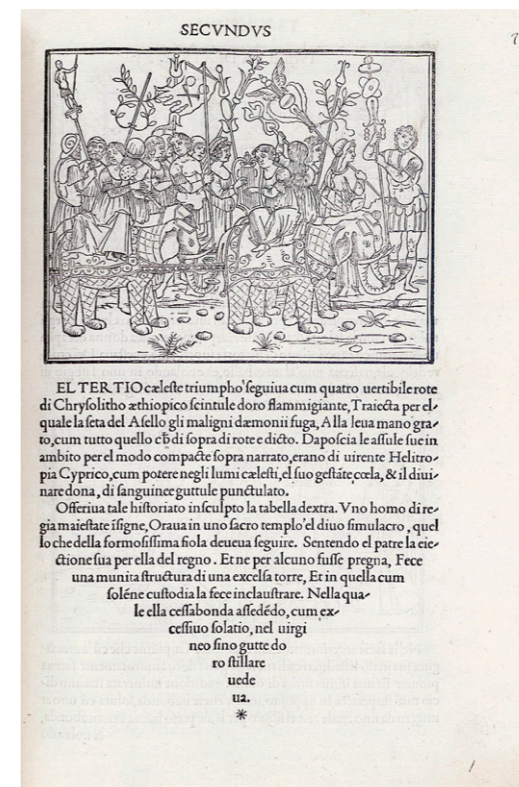 SECVNDVS
EL TERTIO cæleste triumpho seguiua cum quatro uertibile rote
di Chrysolitho æthiopico scintule doro flammigiante, Traiecta per el-
quale la seta del Asello gli maligni dæmonii fuga, Alla leua mano gra-
to, cum tutto quello ch̄ di sopra di rote e dicto. Daposcia le assule sue in
ambito per el modo compacte sopra narrato, erano di uirente Helitro-
pia Cyprico, cum potere negli lumi cælesti, el suo gestāte cœla, & il diui-
nare dona, di sanguinee guttule punctulato.
Offeriua tale historiato insculpto la tabella dextra. Vno homo di re-
gia maiestate isigne, Oraua in uno sacro templo el diuo simulacro, quel
lo che della formosissima fiola deueua seguire. Sentendo el patre la eie-
ctione sua per ella del regno. Et ne per alcuno fusse pregna, Fece
una munita structura di una excelsa torre, Et in quella cum
soléne custodia la fece inclaustrare. Nella qua-
le ella cessabonda assedédo, cum ex-
cessiuo solatio, nel uirgi
neo sino gutte do
ro stillare
uede
ua.
*